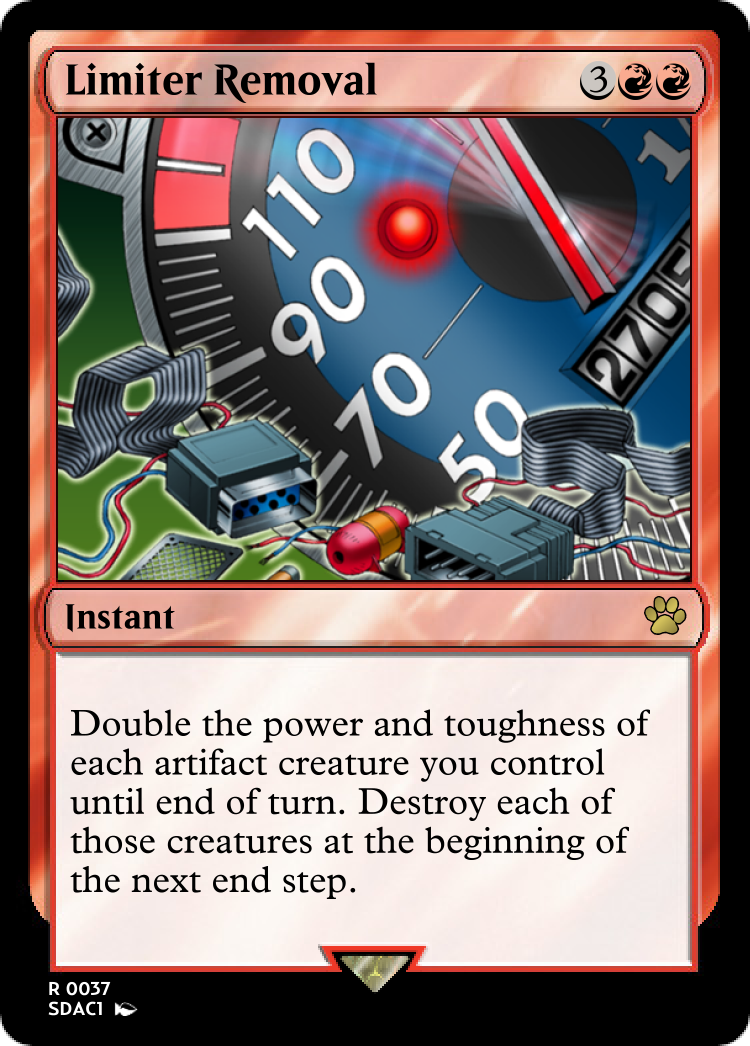 Limiter Removal 3
110
90
70
50
1
2705
Instant
Double the power and toughness of
each artifact creature you control
until end of turn. Destroy each of
those creatures at the beginning of
the next end step.
R 0037
SDAC1